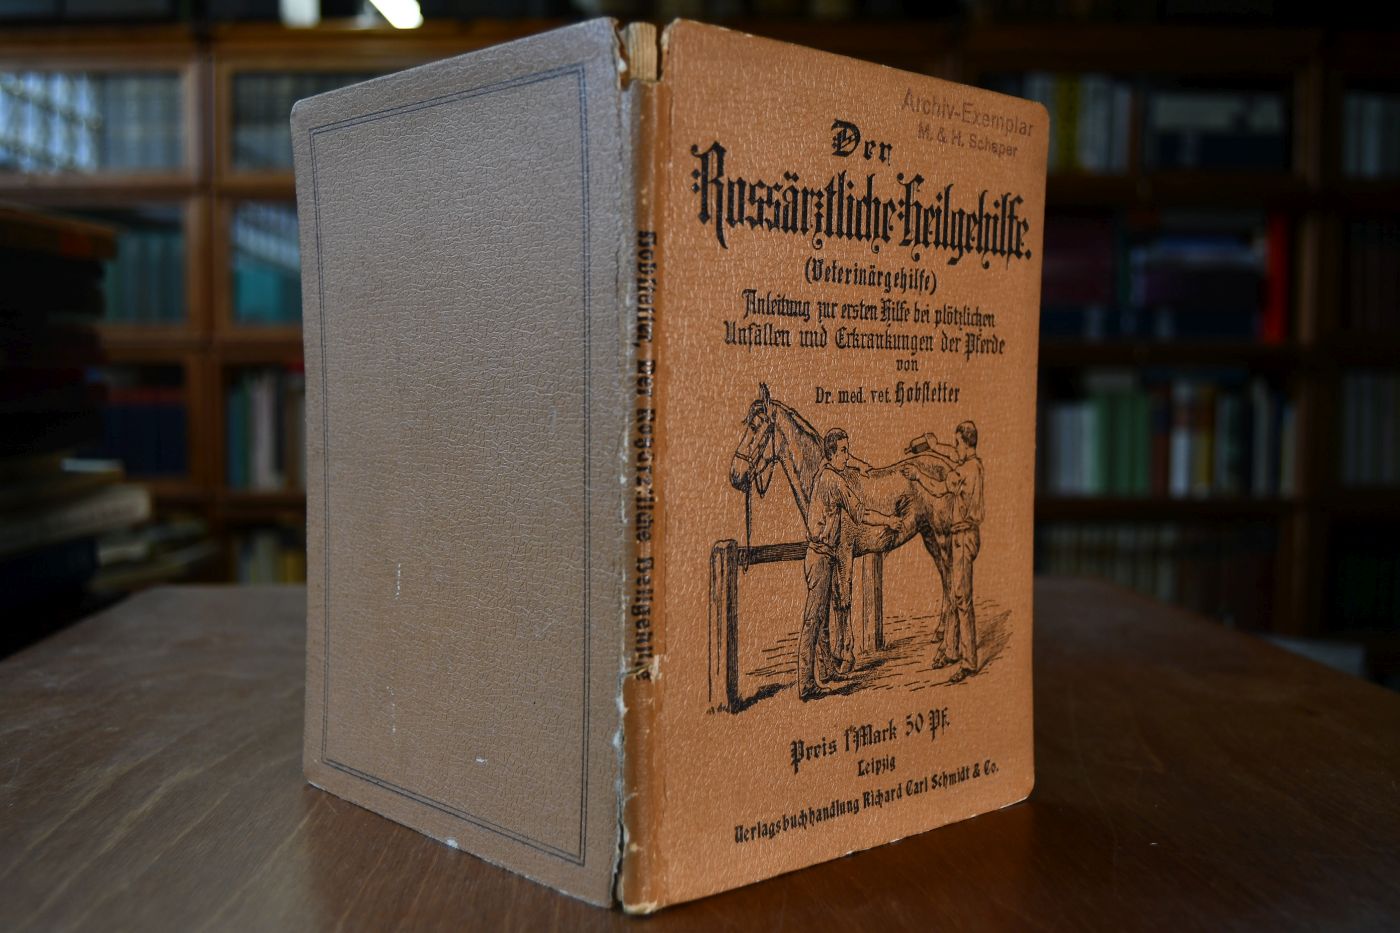 Archiv-Exemplar
M. & H. Schaper
Der
Rossärztliche Heilgehilfe.
(Veterinärgehilfe)
Anleitung zur ersten Hilfe bei plötzlichen
Unfällen und Erkrankungen der Pferde
von
Dr. med. vet. Hobstetter
Preis 1 Mark 50 Pf.
Leipzig
Verlagsbuchhandlung Richard Carl Schmidt & Co.
Hobstetter, Der Rossärztliche Heilgehilfe